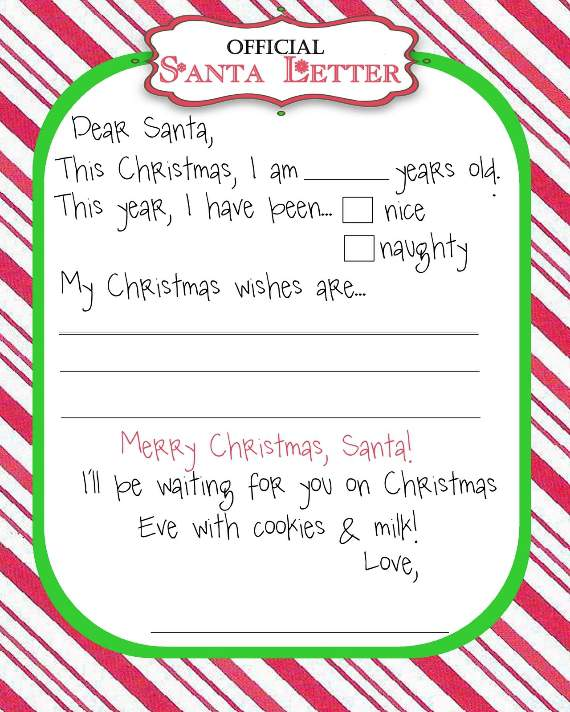 OFFICIAL
SANTA LETTER
Dear Santa,
This Christmas, I am ________ years old.
This year, I have been... nice
naughty
My Christmas wishes are...
Merry Christmas, Santa!
I'll be waiting for you on Christmas
Eve with cookies & milk!
Love,